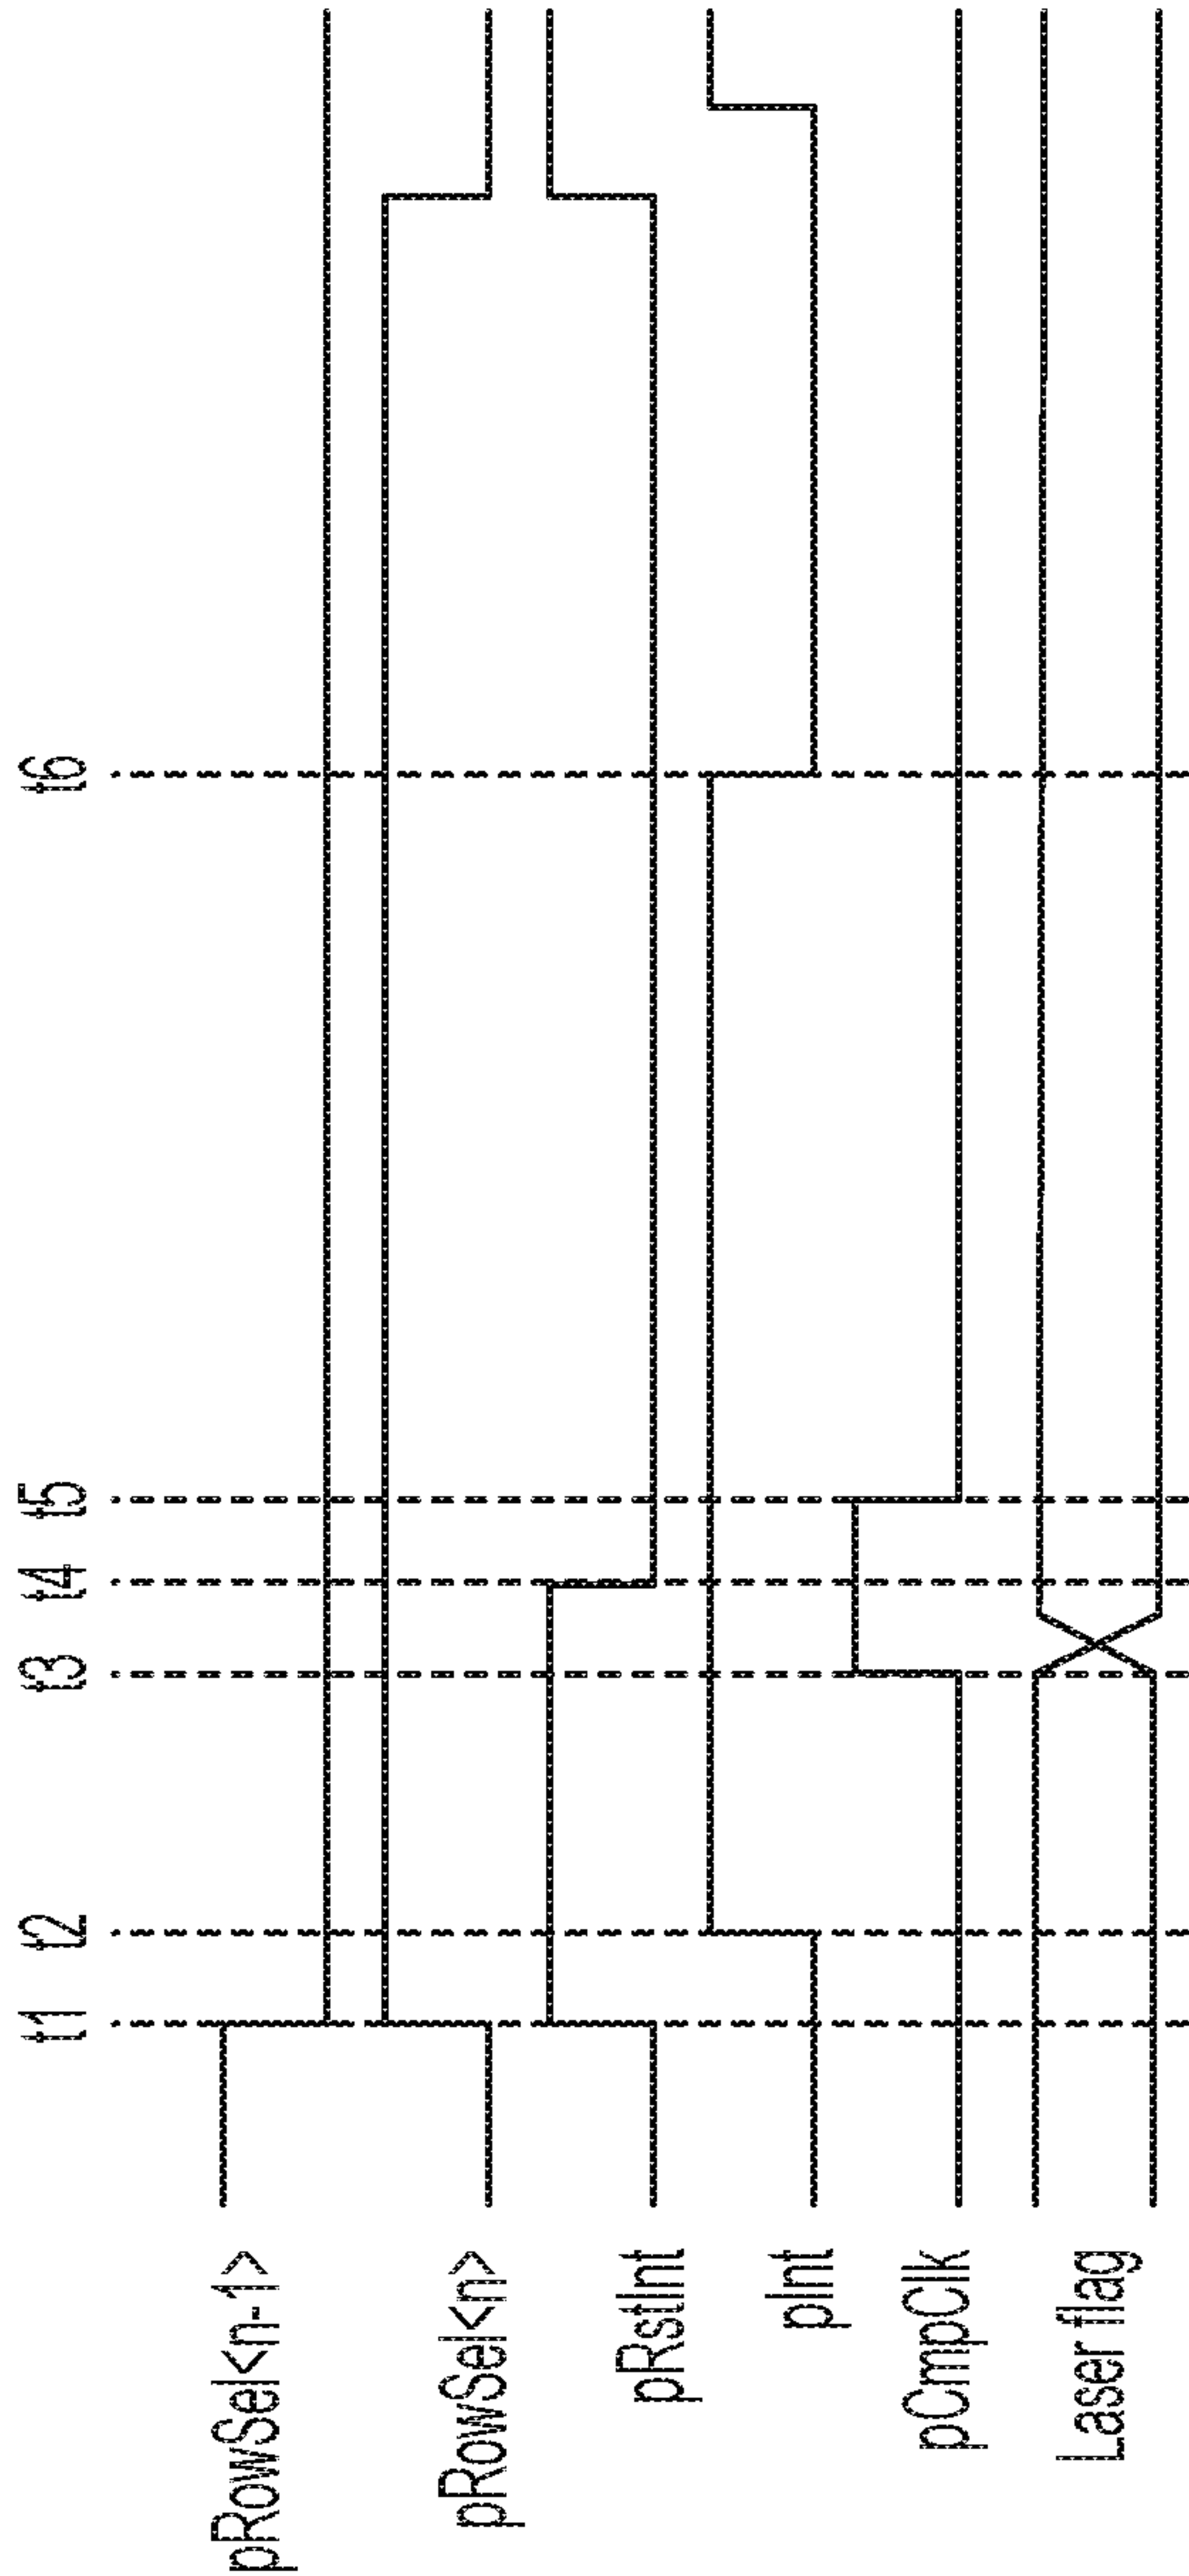 t1 t2 t3 t4 t5 t6
pRowSel<n-1>
pRowSel<n>
pRstInt
pInt
pCmpClk
Laser flag